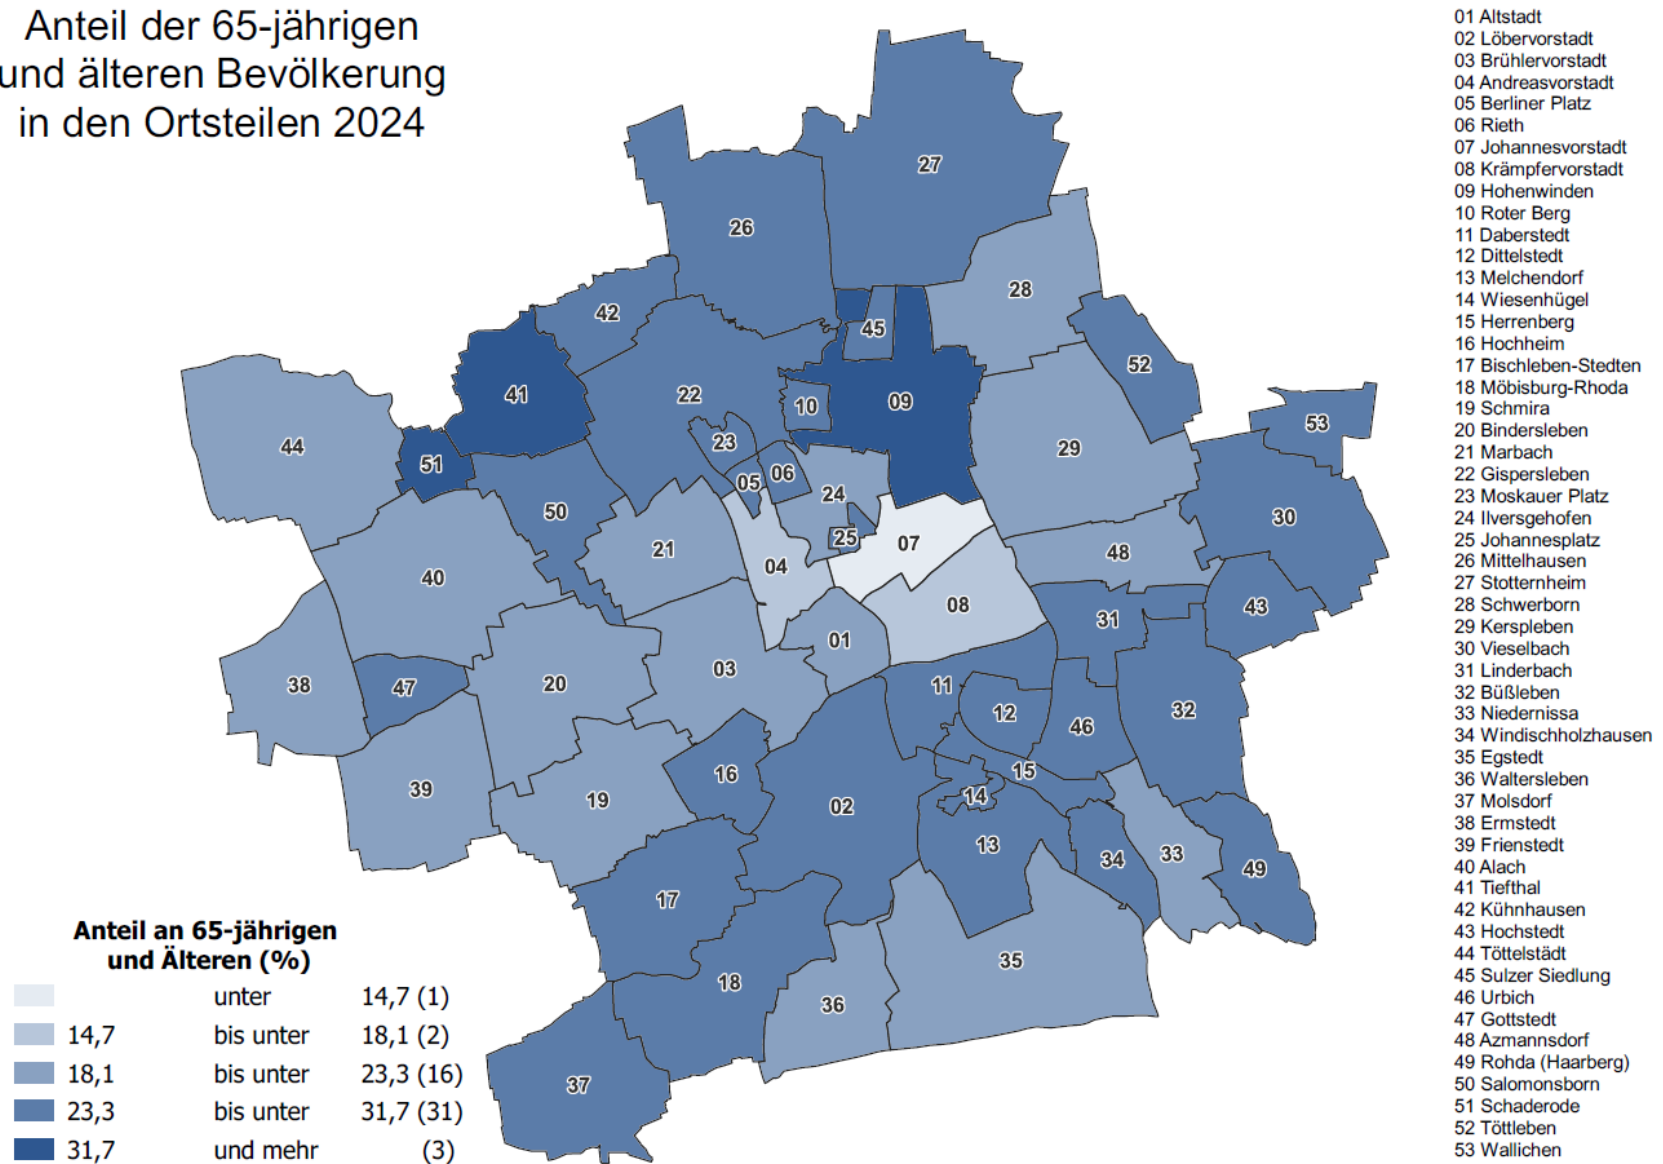 Anteil der 65-jährigen
und älteren Bevölkerung
in den Ortsteilen 2024
01 Altstadt
02 Löbervorstadt
03 Brühlervorstadt
04 Andreasvorstadt
05 Berliner Platz
06 Rieth
07 Johannesvorstadt
08 Krämpfervorstadt
09 Hohenwinden
10 Roter Berg
11 Daberstedt
12 Dittelstedt
13 Melchendorf
14 Wiesenhügel
15 Herrenberg
16 Hochheim
17 Bischleben-Stedten
18 Möbisburg-Rhoda
19 Schmira
20 Bindersleben
21 Marbach
22 Gispersleben
23 Moskauer Platz
24 Ilversgehofen
25 Johannesplatz
26 Mittelhausen
27 Stotternheim
28 Schwerborn
29 Kerspleben
30 Vieselbach
31 Linderbach
32 Büßleben
33 Niedernissa
34 Windischholzhausen
35 Egstedt
36 Waltersleben
37 Molsdorf
38 Ermstedt
39 Frienstedt
40 Alach
41 Tiefthal
42 Kühnhausen
43 Hochstedt
44 Töttelstädt
45 Sulzer Siedlung
46 Urbich
47 Gottstedt
48 Azmannsdorf
49 Rohda (Haarberg)
50 Salomonsborn
51 Schaderode
52 Töttleben
53 Wallichen
27
26
28
42
45
52
41
22
10
09
53
44
23
29
51
06
05
24
50
30
25
07
21
48
04
40
08
43
31
01
03
38
47
20
11
32
12
46
16
15
39
14
19
02
13
33
34
49
17
35
18
36
37
Anteil an 65-jährigen
und Älteren (%)
unter 14,7 (1)
14,7 bis unter 18,1 (2)
18,1 bis unter 23,3 (16)
23,3 bis unter 31,7 (31)
31,7 und mehr (3)